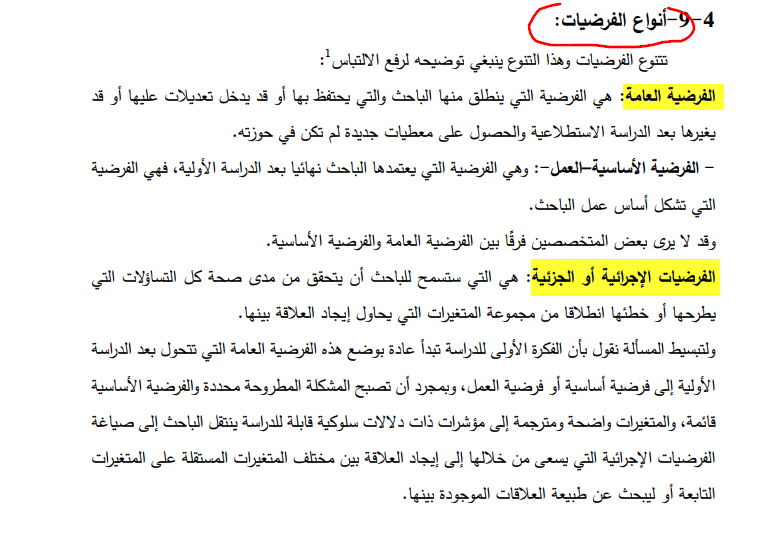 4-9-أنواع الفرضيات:
تتنوع الفرضيات وهذا التنوع ينبغي توضيحه لرفع الالتباس1:
الفرضية العامة: هي الفرضية التي ينطلق منها الباحث والتي يحتفظ بها أو قد يدخل تعديلات عليها أو قد
يغيرها بعد الدراسة الاستطلاعية والحصول على معطيات جديدة لم تكن في حوزته.
- الفرضية الأساسية-العمل-: وهي الفرضية التي يعتمدها الباحث نهائيا بعد الدراسة الأولية، فهي الفرضية
التي تشكل أساس عمل الباحث.
وقد لا يرى بعض المتخصصين فرقًا بين الفرضية العامة والفرضية الأساسية.
الفرضيات الإجرائية أو الجزئية: هي التي ستسمح للباحث أن يتحقق من مدى صحة كل التساؤلات التي
يطرحها أو خطئها انطلاقا من مجموعة المتغيرات التي يحاول إيجاد العلاقة بينها.
ولتبسيط المسألة نقول بأن الفكرة الأولى للدراسة تبدأ عادة بوضع هذه الفرضية العامة التي تتحول بعد الدراسة
الأولية إلى فرضية أساسية أو فرضية العمل، وبمجرد أن تصبح المشكلة المطروحة محددة والفرضية الأساسية
قائمة، والمتغيرات واضحة ومترجمة إلى مؤشرات ذات دلالات سلوكية قابلة للدراسة ينتقل الباحث إلى صياغة
الفرضيات الإجرائية التي يسعى من خلالها إلى إيجاد العلاقة بين مختلف المتغيرات المستقلة على المتغيرات
التابعة أو ليبحث عن طبيعة العلاقات الموجودة بينها.